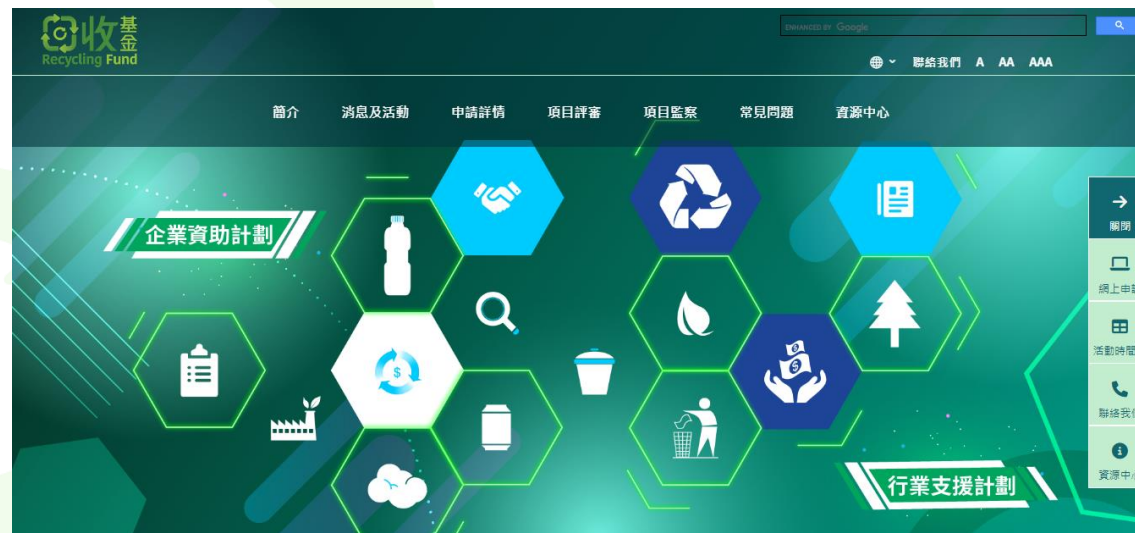 回收基金
Recycling Fund
ENHANCED BY Google
聯絡我們 A AA AAA
簡介 消息及活動 申請詳情 項目評審 項目監察 常見問題 資源中心
企業資助計劃
關閉
網上申
活動時間
聯絡我
資源中
行業支援計劃